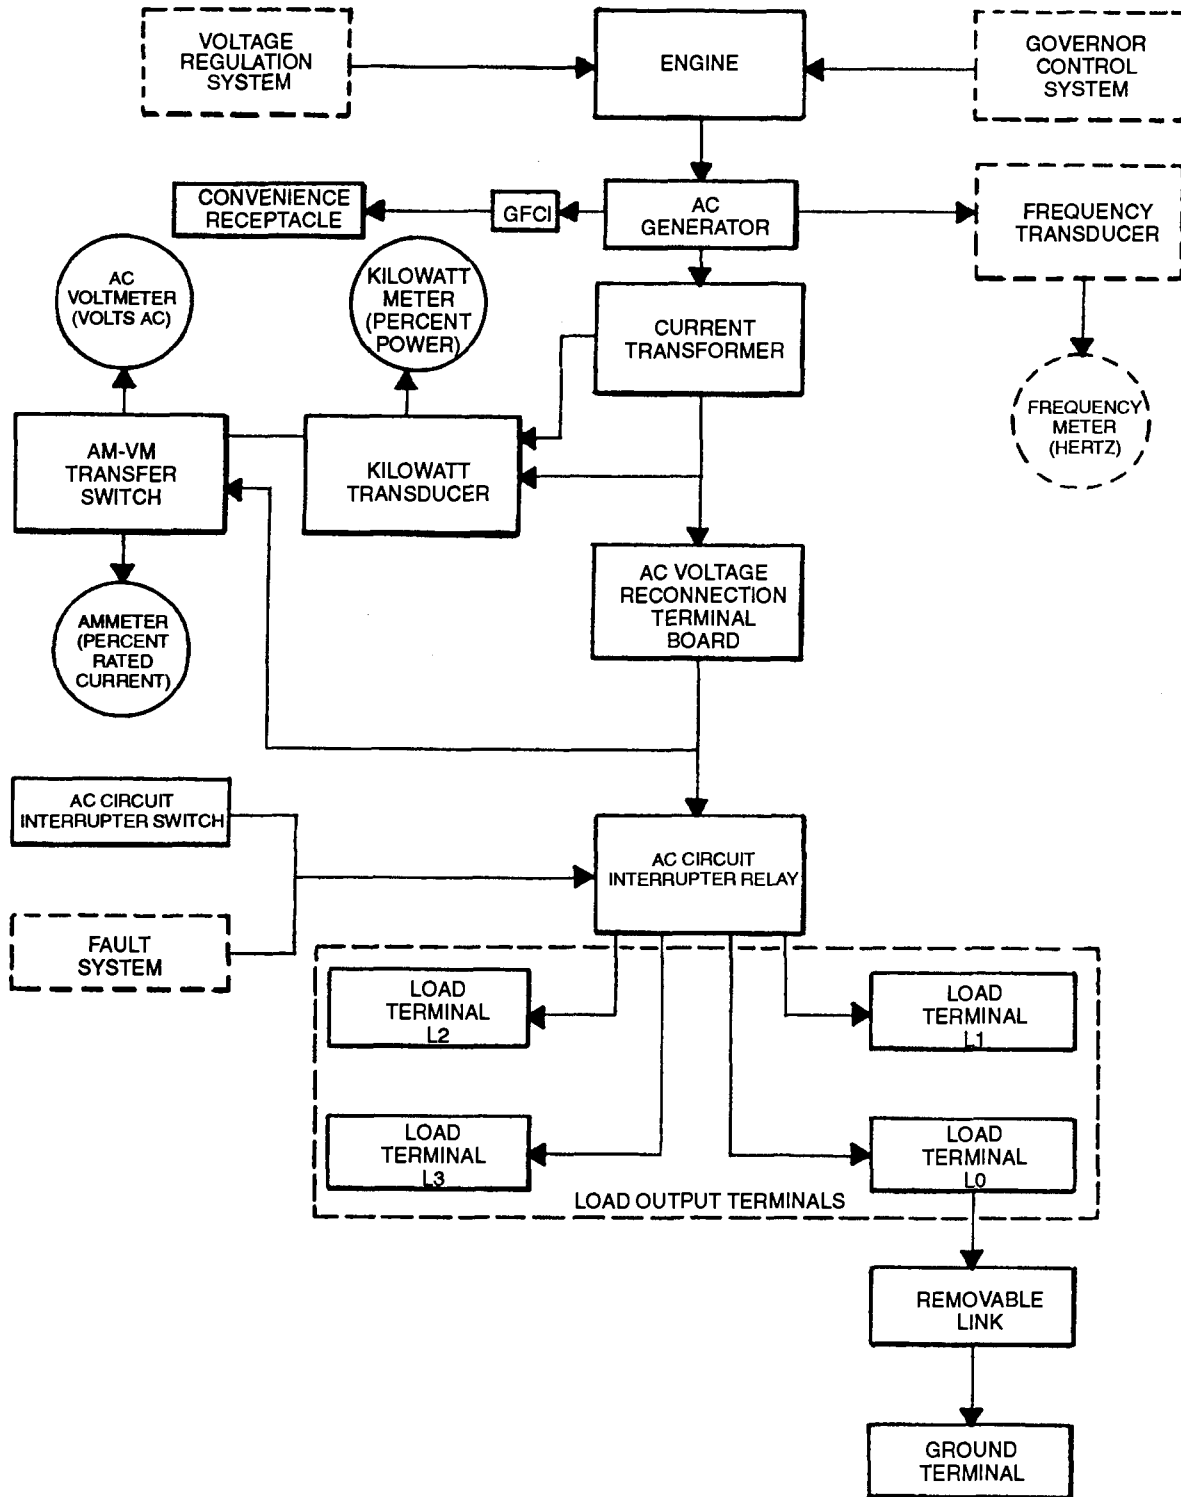 VOLTAGE
REGULATION
SYSTEM
ENGINE
GOVERNOR
CONTROL
SYSTEM
CONVENIENCE
RECEPTACLE
GFCI
AC
GENERATOR
FREQUENCY
TRANSDUCER
AC
VOLTMETER
(VOLTS AC)
KILOWATT
METER
(PERCENT
POWER)
CURRENT
TRANSFORMER
FREQUENCY
METER
(HERTZ)
AM-VM
TRANSFER
SWITCH
KILOWATT
TRANSDUCER
AC VOLTAGE
RECONNECTION
TERMINAL
BOARD
AMMETER
(PERCENT
RATED
CURRENT)
AC CIRCUIT
INTERRUPTER SWITCH
AC CIRCUIT
INTERRUPTER RELAY
FAULT
SYSTEM
LOAD
TERMINAL
L2
LOAD
TERMINAL
L1
LOAD
TERMINAL
L3
LOAD
TERMINAL
L0
LOAD OUTPUT TERMINALS
REMOVABLE
LINK
GROUND
TERMINAL